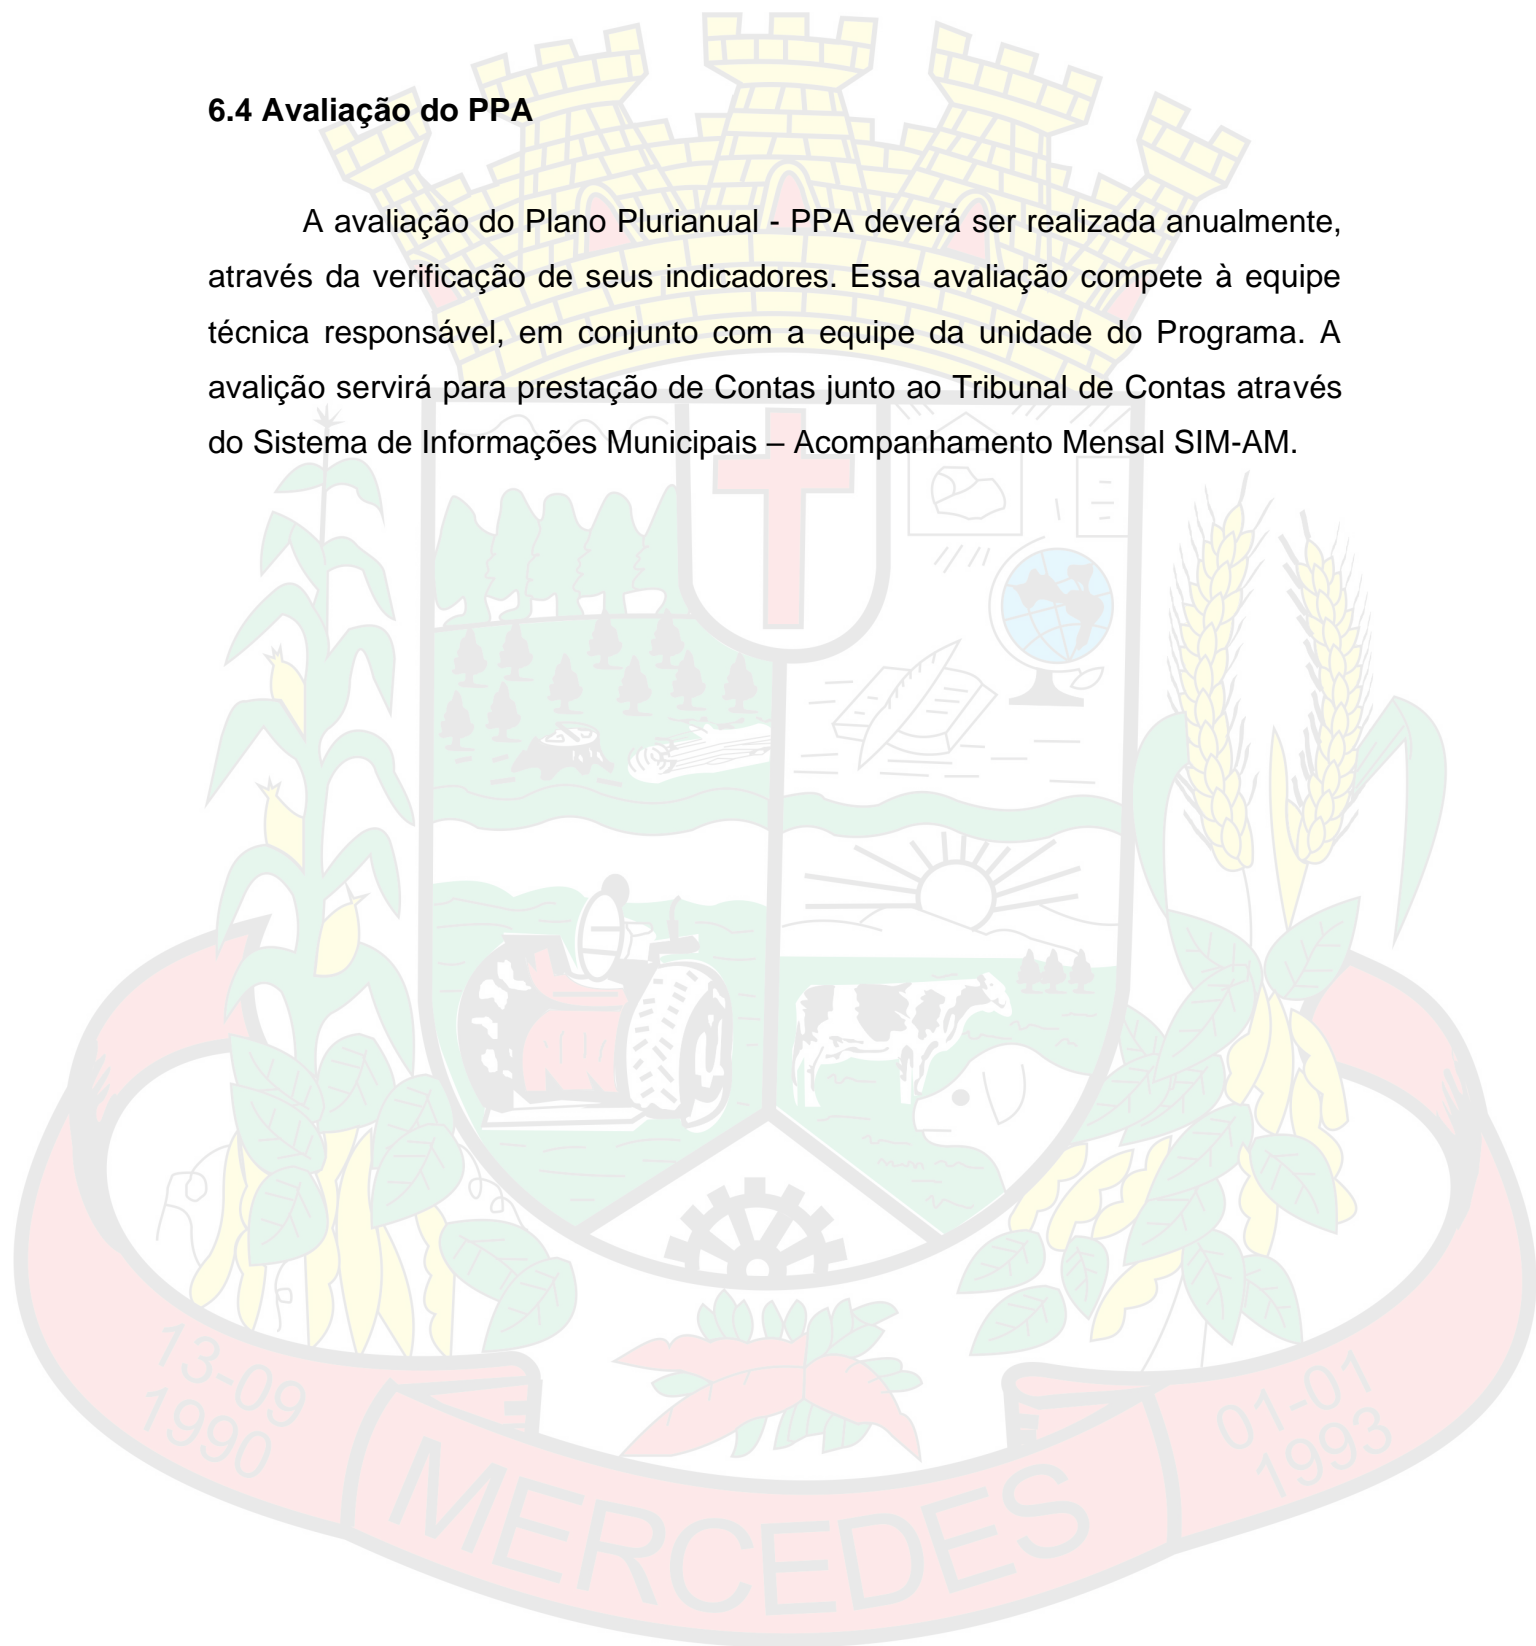 6.4 Avaliação do PPA
A avaliação do Plano Plurianual - PPA deverá ser realizada anualmente,
através da verificação de seus indicadores. Essa avaliação compete à equipe
técnica responsável, em conjunto com a equipe da unidade do Programa. A
avalição servirá para prestação de Contas junto ao Tribunal de Contas através
do Sistema de Informações Municipais – Acompanhamento Mensal SIM-AM.
13-09
1990
MERCEDES
01-01
1993